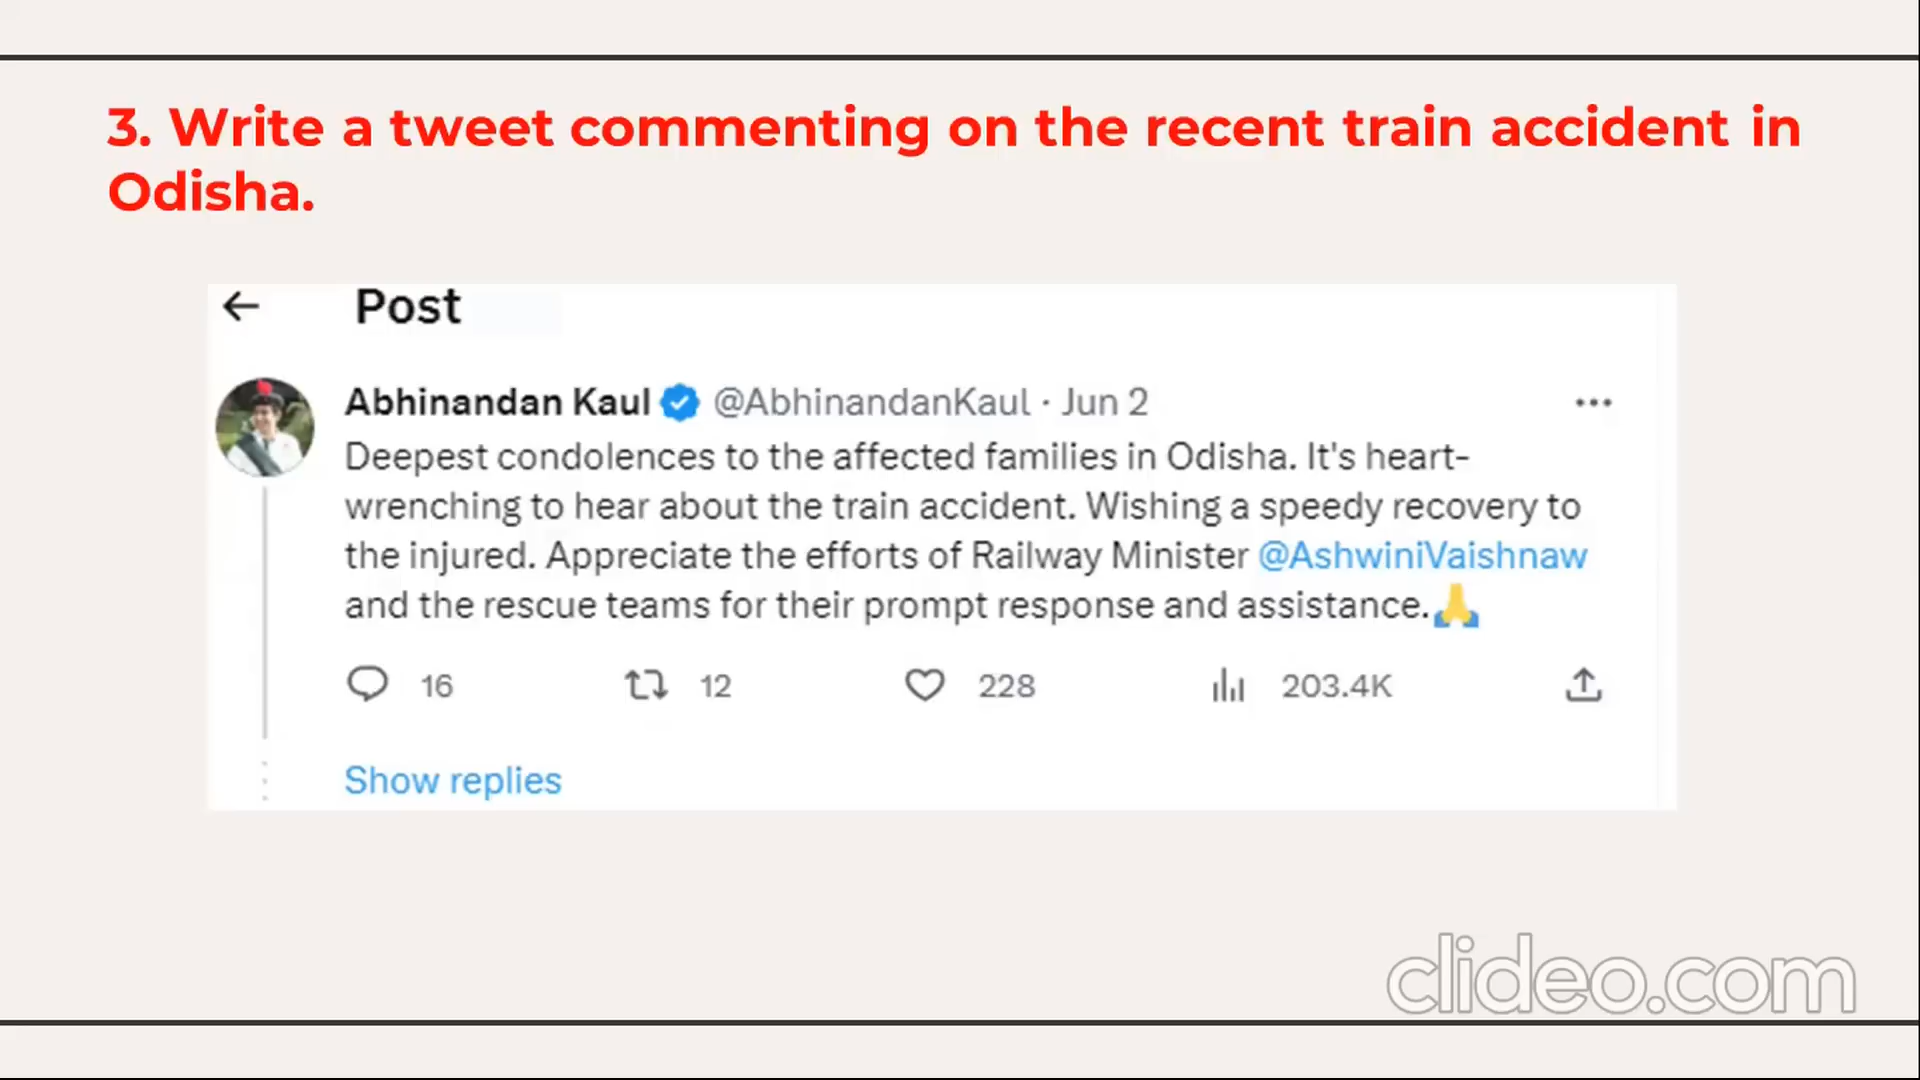 3. Write a tweet commenting on the recent train accident in
Odisha.
Post
Abhinandan Kaul @AbhinandanKaul · Jun 2
Deepest condolences to the affected families in Odisha. It's heart-
wrenching to hear about the train accident. Wishing a speedy recovery to
the injured. Appreciate the efforts of Railway Minister @AshwiniVaishnaw
and the rescue teams for their prompt response and assistance.🙏
16 12 228 203.4K
Show replies
clideo.com